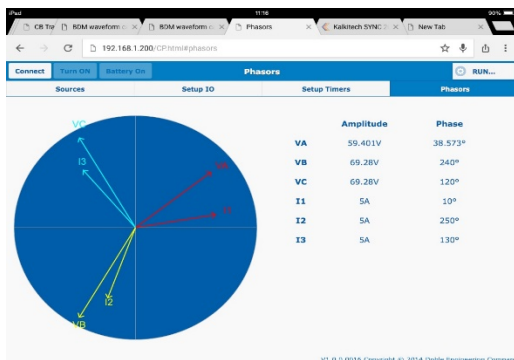 iPad 11:16 90%
CB Tra BDM waveform c BDM waveform c Phasors Kalkitech SYNC 2 New Tab
192.168.1.200/CP.html#phasors
Connect Turn ON Battery On Phasors RUN...
Sources Setup IO Setup Timers Phasors
Amplitude Phase
VA 59.401V 38.573°
VB 69.28V 240°
VC 69.28V 120°
I1 5A 10°
I2 5A 250°
I3 5A 130°
VC
I3
VA
I1
I2
VB